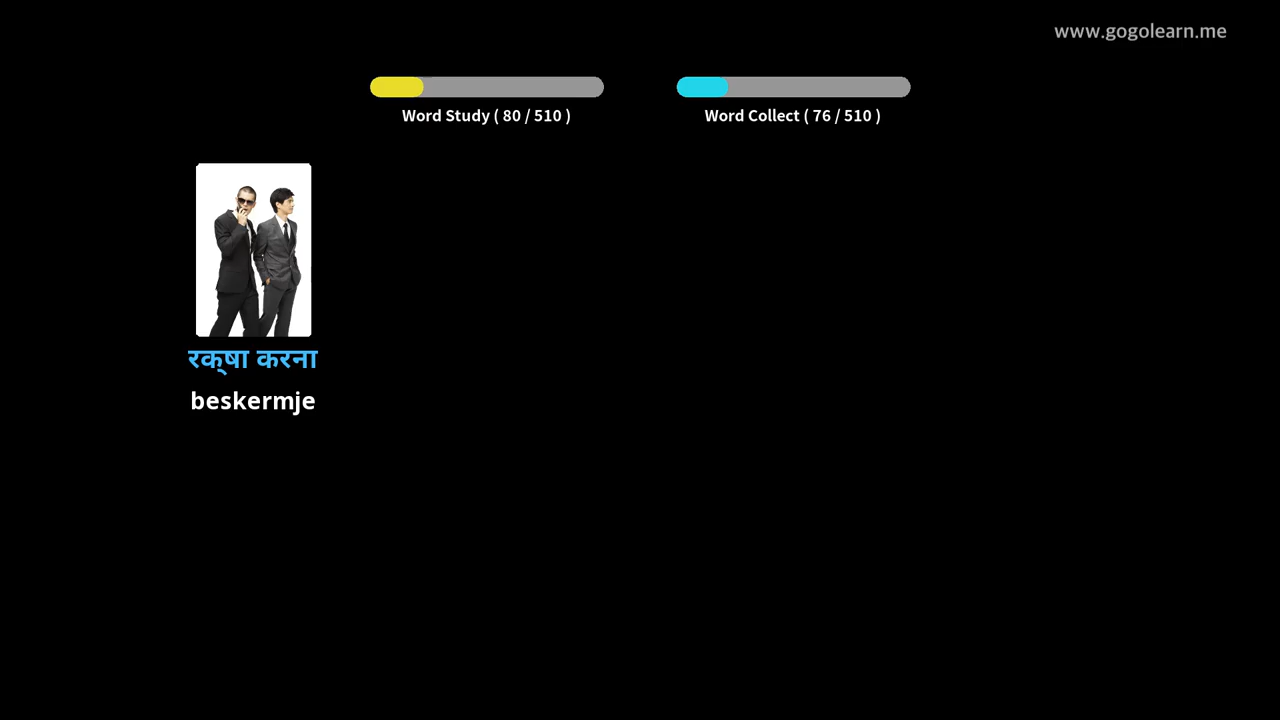 www.gogolearn.me
Word Study ( 80 / 510 )
Word Collect ( 76 / 510 )
रक्षा करना
beskermje